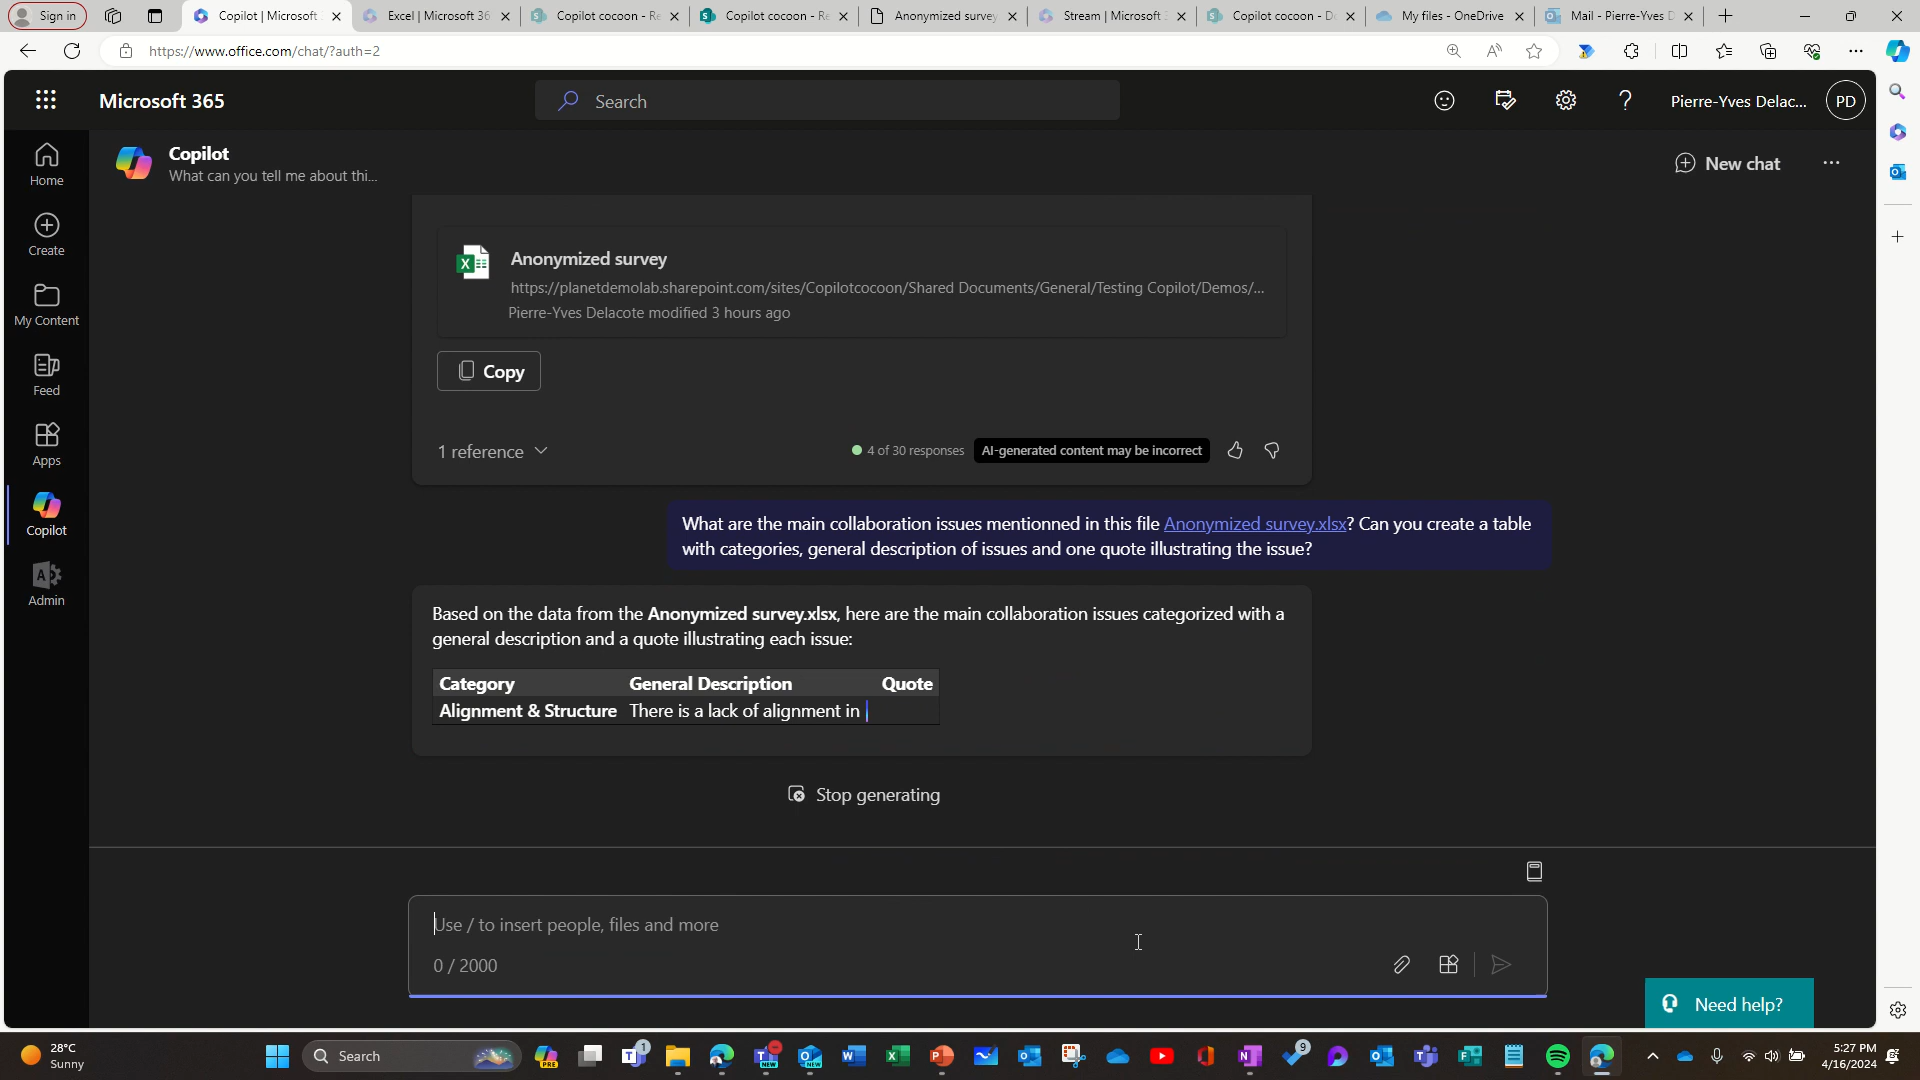 Sign in
Copilot | Microsoft
Excel | Microsoft 36
Copilot cocoon - Re
Copilot cocoon - Re
Anonymized survey
Stream | Microsoft 3
Copilot cocoon - Do
My files - OneDrive
Mail - Pierre-Yves D
https://www.office.com/chat/?auth=2
Microsoft 365
Search
Pierre-Yves Delac...
PD
Home
Create
My Content
Feed
Apps
Copilot
Admin
Copilot
What can you tell me about thi...
New chat
Anonymized survey
https://planetdemolab.sharepoint.com/sites/Copilotcocoon/Shared Documents/General/Testing Copilot/Demos/...
Pierre-Yves Delacote modified 3 hours ago
Copy
1 reference
4 of 30 responses
AI-generated content may be incorrect
What are the main collaboration issues mentionned in this file Anonymized survey.xlsx? Can you create a table
with categories, general description of issues and one quote illustrating the issue?
Based on the data from the Anonymized survey.xlsx, here are the main collaboration issues categorized with a
general description and a quote illustrating each issue:
Category General Description Quote
Alignment & Structure There is a lack of alignment in
Stop generating
Use / to insert people, files and more
0 / 2000
Need help?
28°C
Sunny
Search
PRE
1
NEW
NEW
9
5:27 PM
4/16/2024